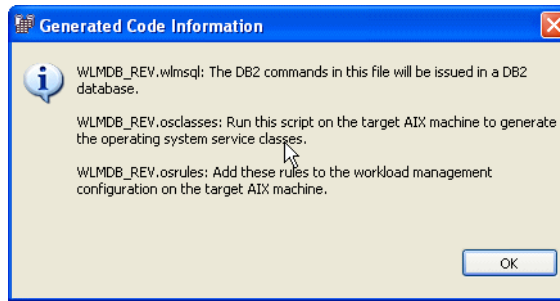 Generated Code Information
WLMDB_REV.wlmsql: The DB2 commands in this file will be issued in a DB2
database.
WLMDB_REV.osclasses: Run this script on the target AIX machine to generate
the operating system service classes.
WLMDB_REV.osrules: Add these rules to the workload management
configuration on the target AIX machine.
OK